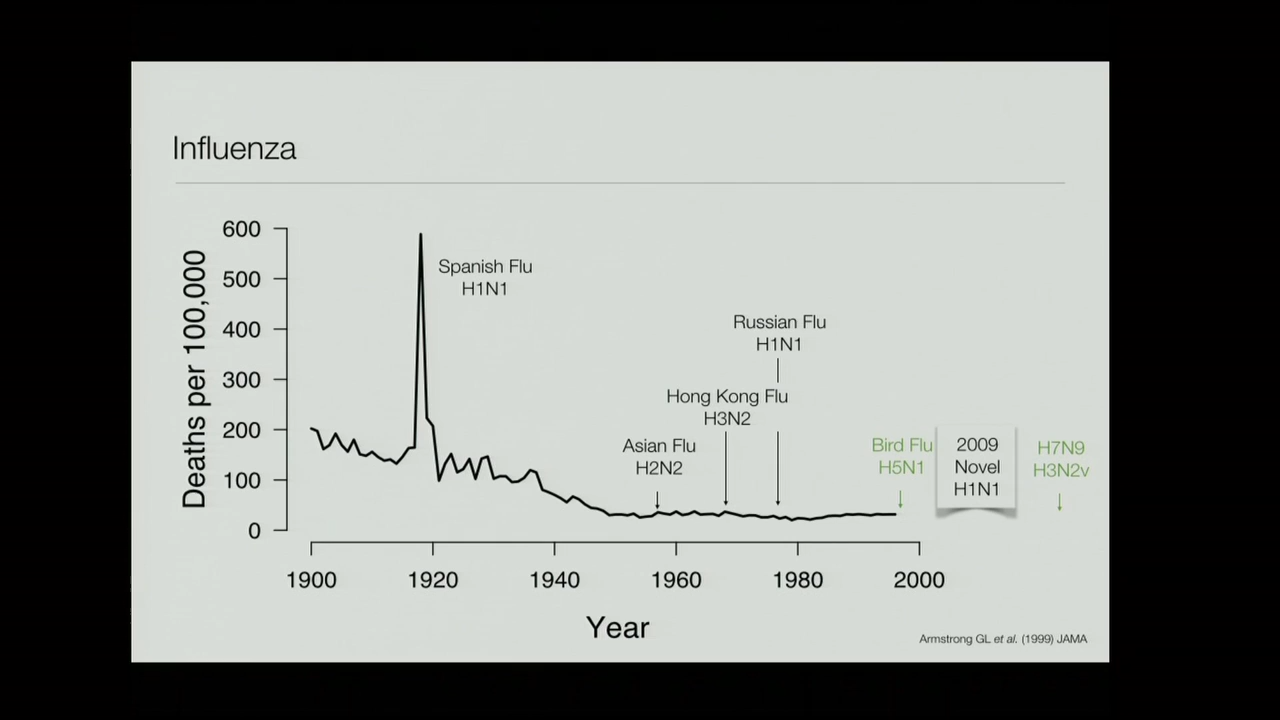 Influenza
Deaths per 100,000
600
500
400
300
200
100
0
Spanish Flu
H1N1
Russian Flu
H1N1
Hong Kong Flu
H3N2
Asian Flu
H2N2
Bird Flu
H5N1
2009
Novel
H1N1
H7N9
H3N2v
1900 1920 1940 1960 1980 2000
Year
Armstrong GL et al. (1999) JAMA